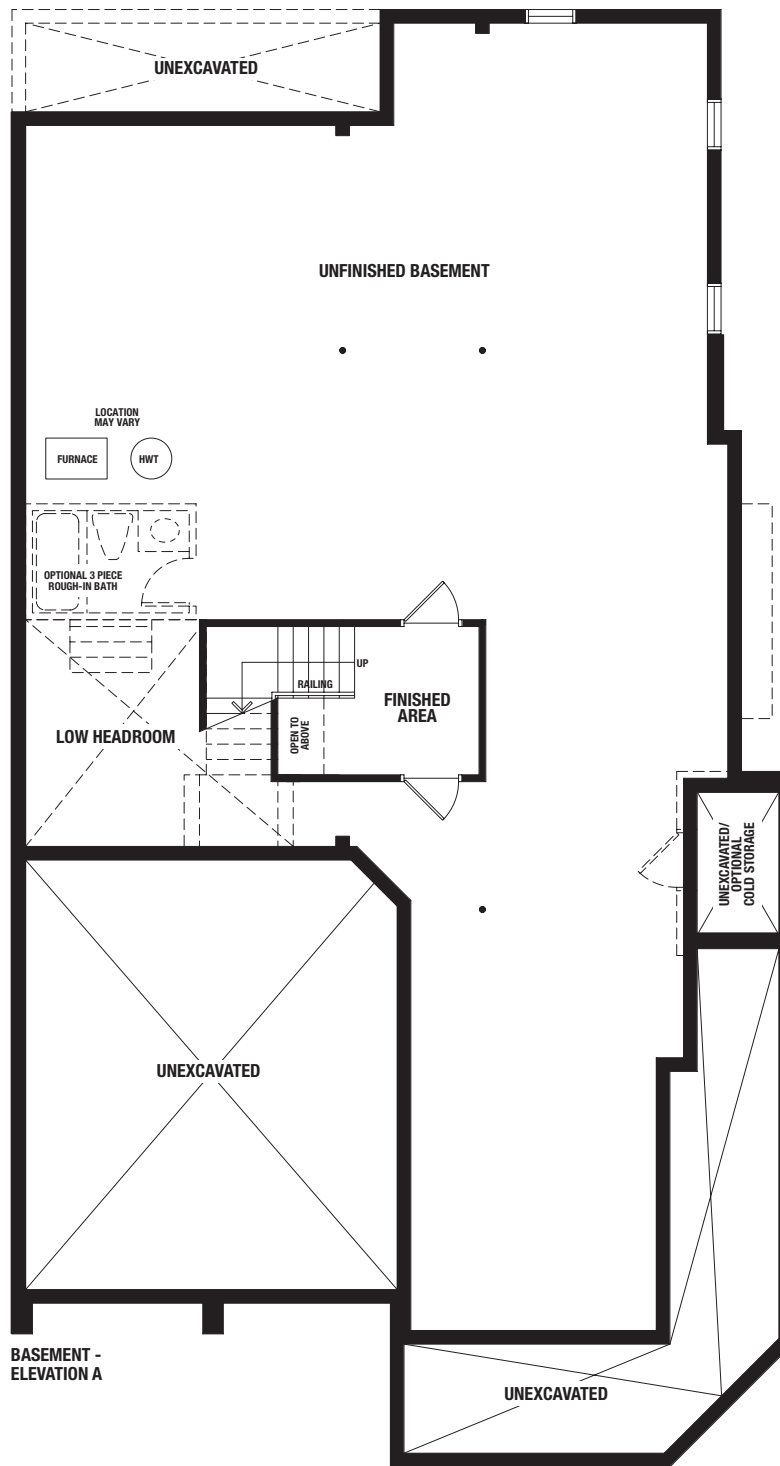 UNEXCAVATED
UNFINISHED BASEMENT
LOCATION
MAY VARY
FURNACE
HWT
OPTIONAL 3 PIECE
ROUGH-IN BATH
UP
RAILING
FINISHED
AREA
OPEN TO
ABOVE
LOW HEADROOM
UNEXCAVATED/
OPTIONAL
COLD STORAGE
UNEXCAVATED
BASEMENT -
ELEVATION A
UNEXCAVATED